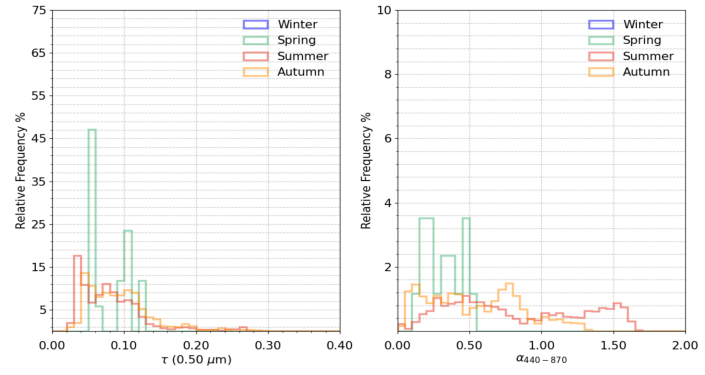 75
65
55
45
35
25
15
5
Relative Frequency %
Winter
Spring
Summer
Autumn
0.00
0.10
0.20
0.30
0.40
τ (0.50 μm)
10
8
6
4
2
Relative Frequency %
Winter
Spring
Summer
Autumn
0.00
0.50
1.00
1.50
2.00
α440−870